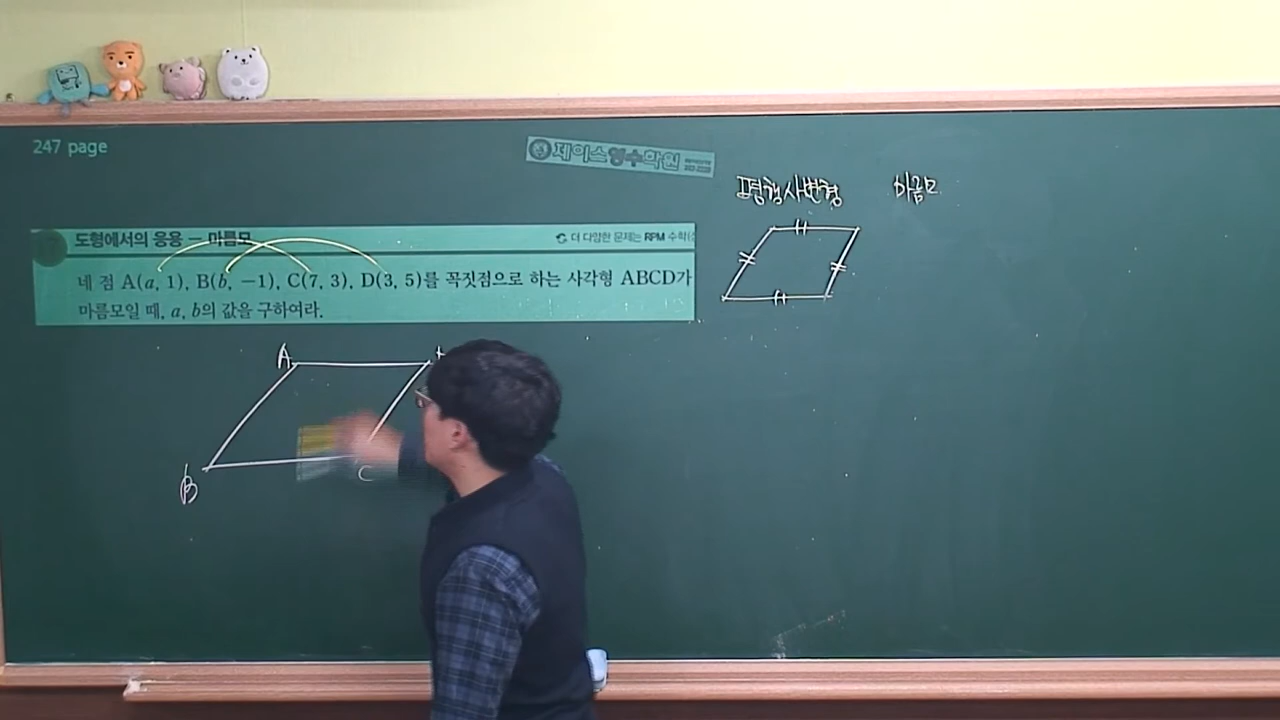 247 page
제이스영수학원
평행사변형 마름모
도형에서의 응용 – 마름모
더 다양한 문제는 RPM 수학
네 점 A(a, 1), B(b, −1), C(7, 3), D(3, 5)를 꼭짓점으로 하는 사각형 ABCD가
마름모일 때, a, b의 값을 구하여라.
A
B
C